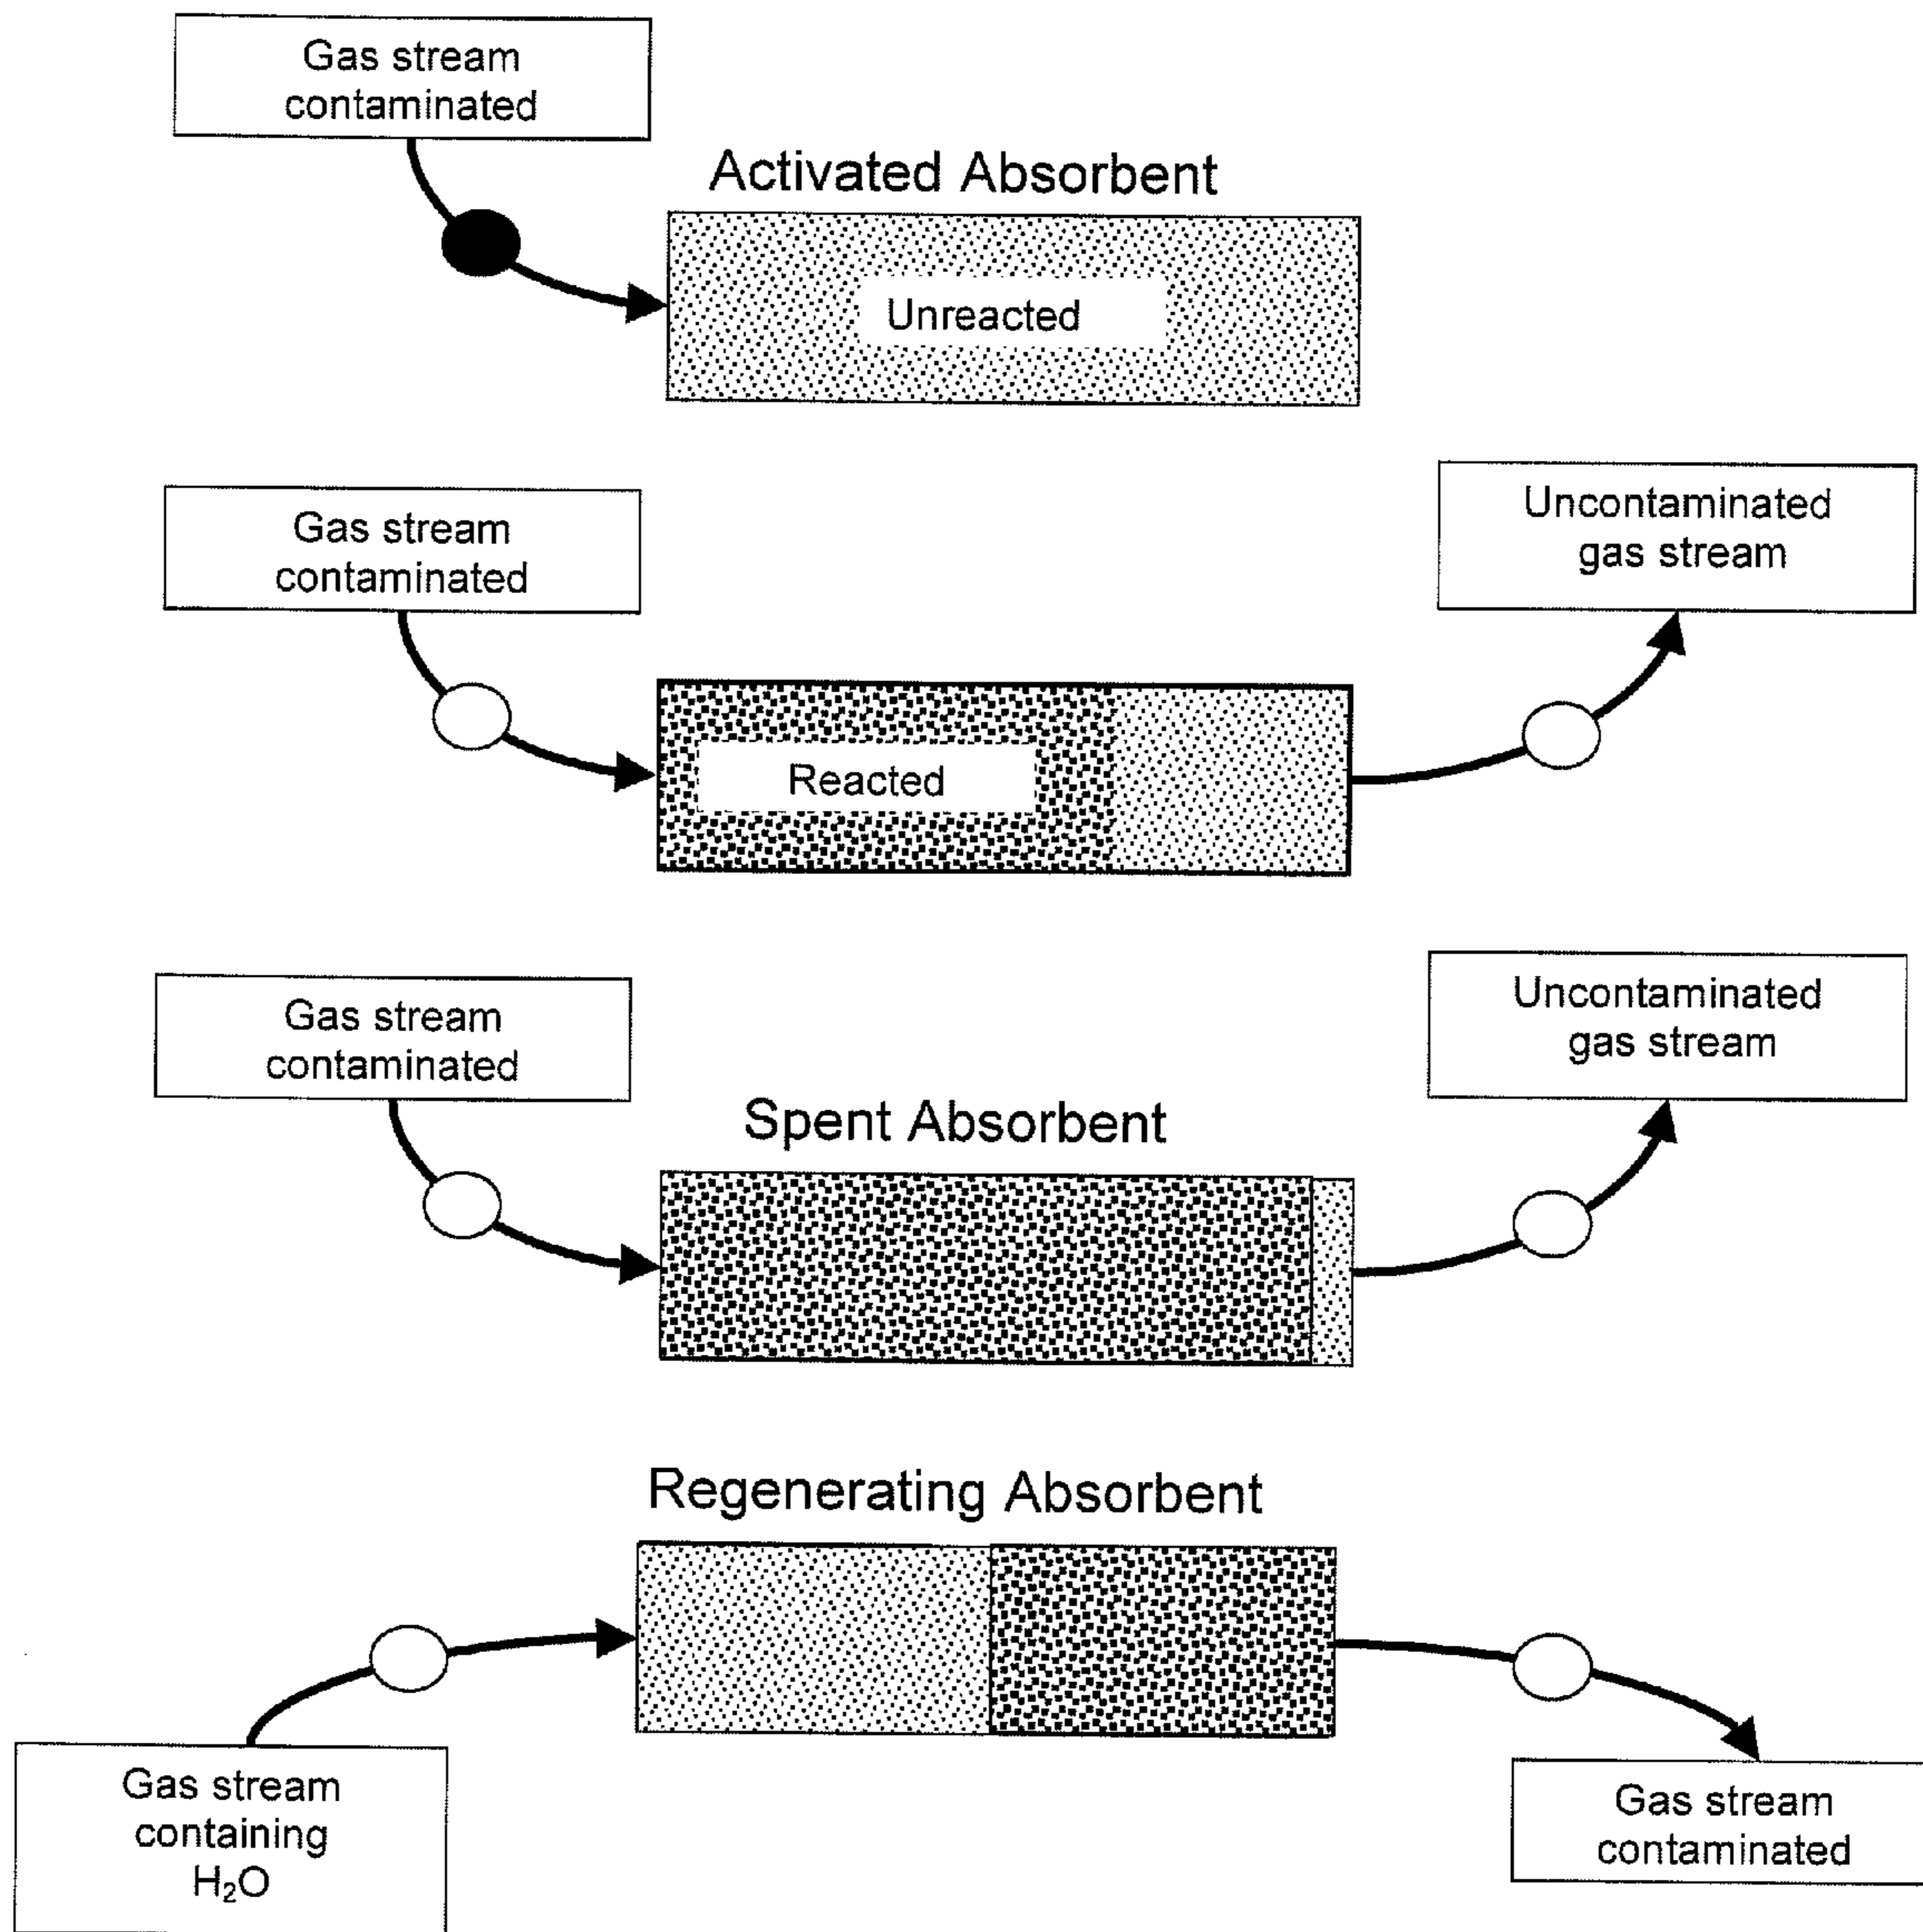 Gas stream
contaminated
Activated Absorbent
Unreacted
Gas stream
contaminated
Uncontaminated
gas stream
Reacted
Gas stream
contaminated
Uncontaminated
gas stream
Spent Absorbent
Regenerating Absorbent
Gas stream
containing
H₂O
Gas stream
contaminated